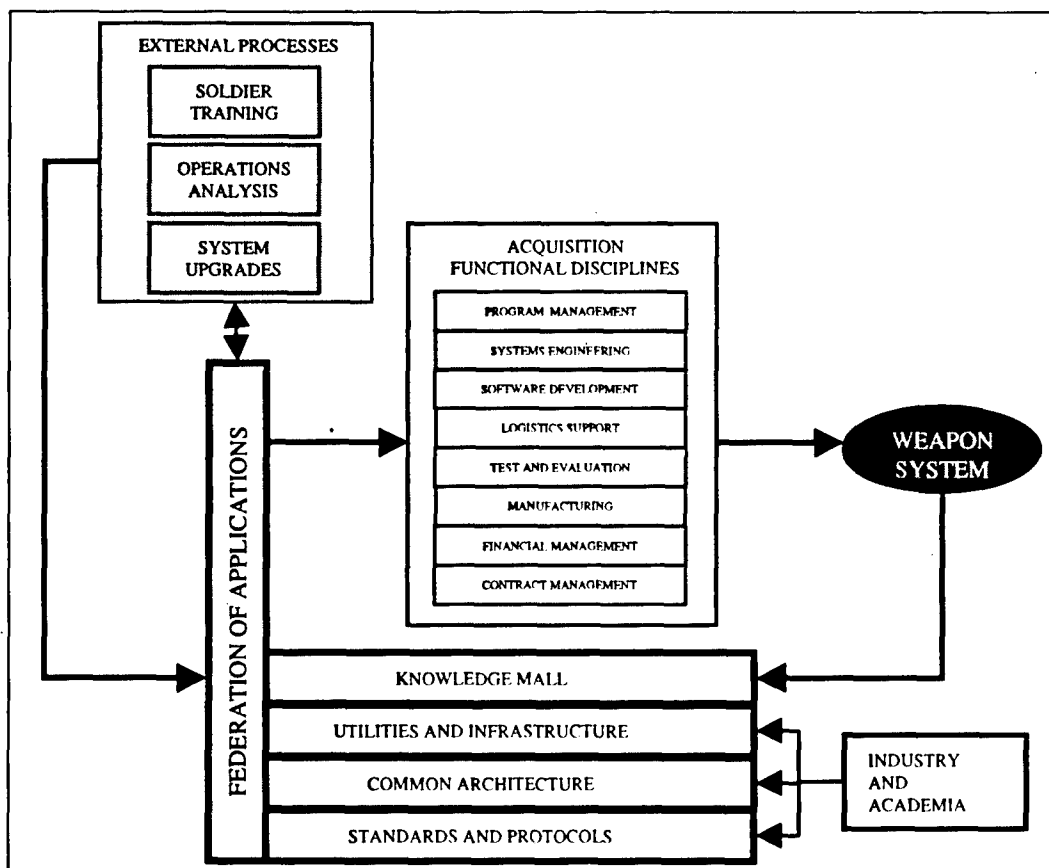 EXTERNAL PROCESSES
SOLDIER
TRAINING
OPERATIONS
ANALYSIS
SYSTEM
UPGRADES
ACQUISITION
FUNCTIONAL DISCIPLINES
PROGRAM MANAGEMENT
SYSTEMS ENGINEERING
SOFTWARE DEVELOPMENT
LOGISTICS SUPPORT
TEST AND EVALUATION
MANUFACTURING
FINANCIAL MANAGEMENT
CONTRACT MANAGEMENT
WEAPON
SYSTEM
FEDERATION OF APPLICATIONS
KNOWLEDGE MALL
UTILITIES AND INFRASTRUCTURE
COMMON ARCHITECTURE
STANDARDS AND PROTOCOLS
INDUSTRY
AND
ACADEMIA